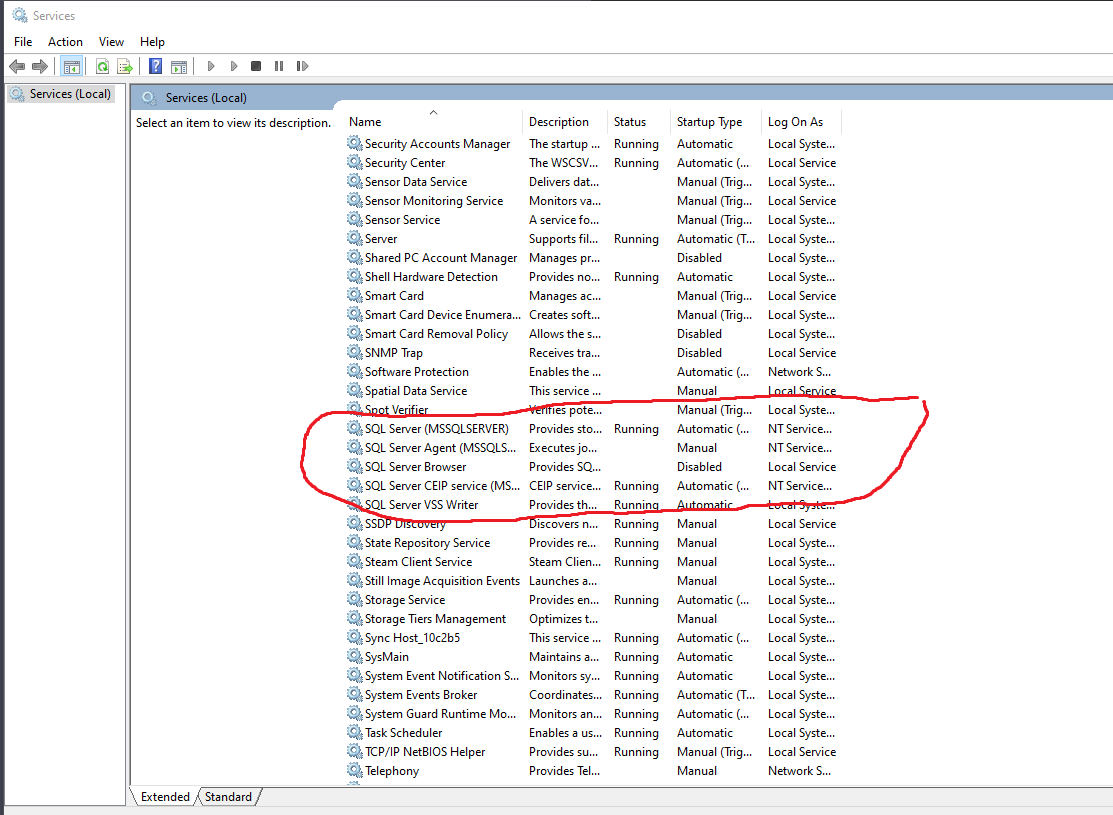 Services
File Action View Help
Services (Local)
Services (Local)
Select an item to view its description.
Name Description Status Startup Type Log On As
Security Accounts Manager The startup ... Running Automatic Local Syste...
Security Center The WSCSV... Running Automatic (... Local Service
Sensor Data Service Delivers dat... Manual (Trig... Local Syste...
Sensor Monitoring Service Monitors va... Manual (Trig... Local Service
Sensor Service A service fo... Manual (Trig... Local Syste...
Server Supports fil... Running Automatic (T... Local Syste...
Shared PC Account Manager Manages pr... Disabled Local Syste...
Shell Hardware Detection Provides no... Running Automatic Local Syste...
Smart Card Manages ac... Manual (Trig... Local Service
Smart Card Device Enumera... Creates soft... Manual (Trig... Local Syste...
Smart Card Removal Policy Allows the s... Disabled Local Syste...
SNMP Trap Receives tra... Disabled Local Service
Software Protection Enables the ... Automatic (... Network S...
Spatial Data Service This service ... Manual Local Service
Spot Verifier Verifies pote... Manual (Trig... Local Syste...
SQL Server (MSSQLSERVER) Provides sto... Running Automatic (... NT Service...
SQL Server Agent (MSSQLS... Executes jo... Manual NT Service...
SQL Server Browser Provides SQ... Disabled Local Service
SQL Server CEIP service (MS... CEIP service... Running Automatic (... NT Service...
SQL Server VSS Writer Provides th... Running Automatic Local Syste...
SSDP Discovery Discovers n... Running Manual Local Service
State Repository Service Provides re... Running Manual Local Syste...
Steam Client Service Steam Clien... Running Manual Local Syste...
Still Image Acquisition Events Launches a... Manual Local Syste...
Storage Service Provides en... Running Automatic (... Local Syste...
Storage Tiers Management Optimizes t... Manual Local Syste...
Sync Host_10c2b5 This service ... Running Automatic (... Local Syste...
SysMain Maintains a... Running Automatic Local Syste...
System Event Notification S... Monitors sy... Running Automatic Local Syste...
System Events Broker Coordinates... Running Automatic (T... Local Syste...
System Guard Runtime Mo... Monitors an... Running Automatic (... Local Syste...
Task Scheduler Enables a us... Running Automatic Local Syste...
TCP/IP NetBIOS Helper Provides su... Running Manual (Trig... Local Service
Telephony Provides Tel... Manual Network S...
Extended Standard